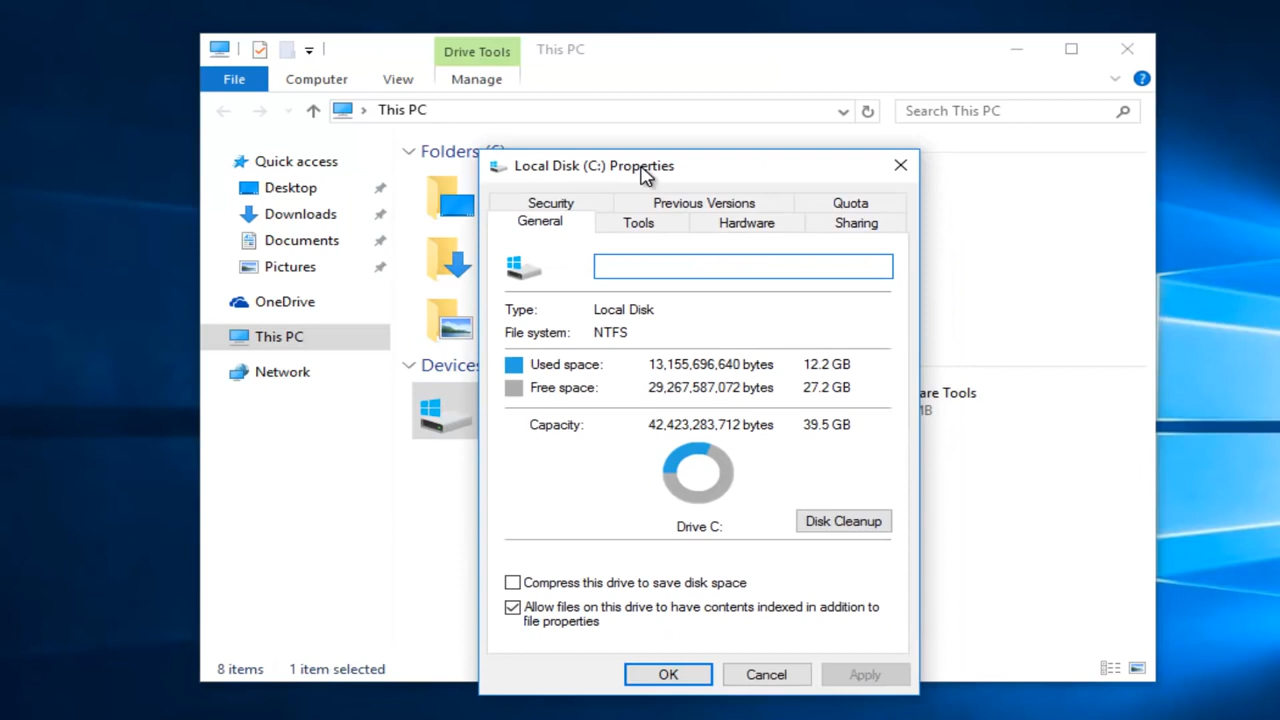 Drive Tools
This PC
File
Computer
View
Manage
This PC
Search This PC
Quick access
Desktop
Downloads
Documents
Pictures
OneDrive
This PC
Network
Folders
Devices
Local Disk (C:) Properties
Security
Previous Versions
Quota
General
Tools
Hardware
Sharing
Type: Local Disk
File system: NTFS
Used space: 13,155,696,640 bytes 12.2 GB
Free space: 29,267,587,072 bytes 27.2 GB
Capacity: 42,423,283,712 bytes 39.5 GB
Drive C:
Disk Cleanup
Compress this drive to save disk space
Allow files on this drive to have contents indexed in addition to
file properties
OK
Cancel
Apply
Tools
8 items
1 item selected